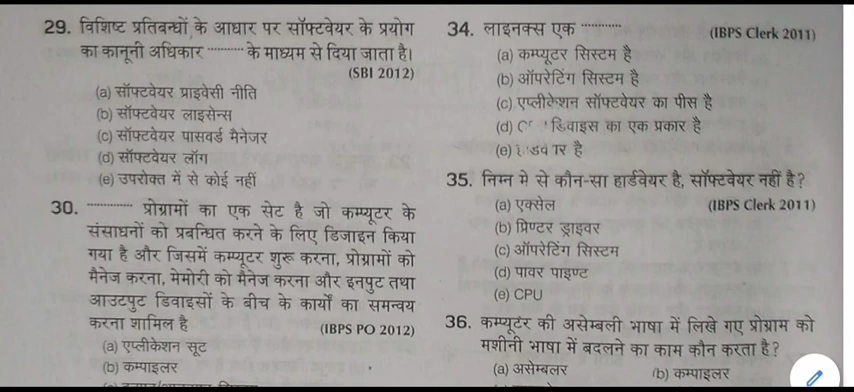 29. विशिष्ट प्रतिबन्धों के आधार पर सॉफ्टवेयर के प्रयोग
का कानूनी अधिकार ............ के माध्यम से दिया जाता है।
(SBI 2012)
(a) सॉफ्टवेयर प्राइवेसी नीति
(b) सॉफ्टवेयर लाइसेन्स
(c) सॉफ्टवेयर पासवर्ड मैनेजर
(d) सॉफ्टवेयर लॉग
(e) उपरोक्त में से कोई नहीं
30. ............ प्रोग्रामों का एक सेट है जो कम्प्यूटर के
संसाधनों को प्रबन्धित करने के लिए डिजाइन किया
गया है और जिसमें कम्प्यूटर शुरू करना, प्रोग्रामों को
मैनेज करना, मेमोरी को मैनेज करना और इनपुट तथा
आउटपुट डिवाइसों के बीच के कार्यों का समन्वय
करना शामिल है (IBPS PO 2012)
(a) एप्लीकेशन सूट
(b) कम्पाइलर
34. लाइनक्स एक ............ (IBPS Clerk 2011)
(a) कम्प्यूटर सिस्टम है
(b) ऑपरेटिंग सिस्टम है
(c) एप्लीकेशन सॉफ्टवेयर का पीस है
(d) डिवाइस का एक प्रकार है
(e) है
35. निम्न मे से कौन-सा हार्डवेयर है, सॉफ्टवेयर नहीं है?
(a) एक्सेल (IBPS Clerk 2011)
(b) प्रिण्टर ड्राइवर
(c) ऑपरेटिंग सिस्टम
(d) पावर पाइण्ट
(e) CPU
36. कम्प्यूटर की असेम्बली भाषा में लिखे गए प्रोग्राम को
मशीनी भाषा में बदलने का काम कौन करता है?
(a) असेम्बलर (b) कम्पाइलर